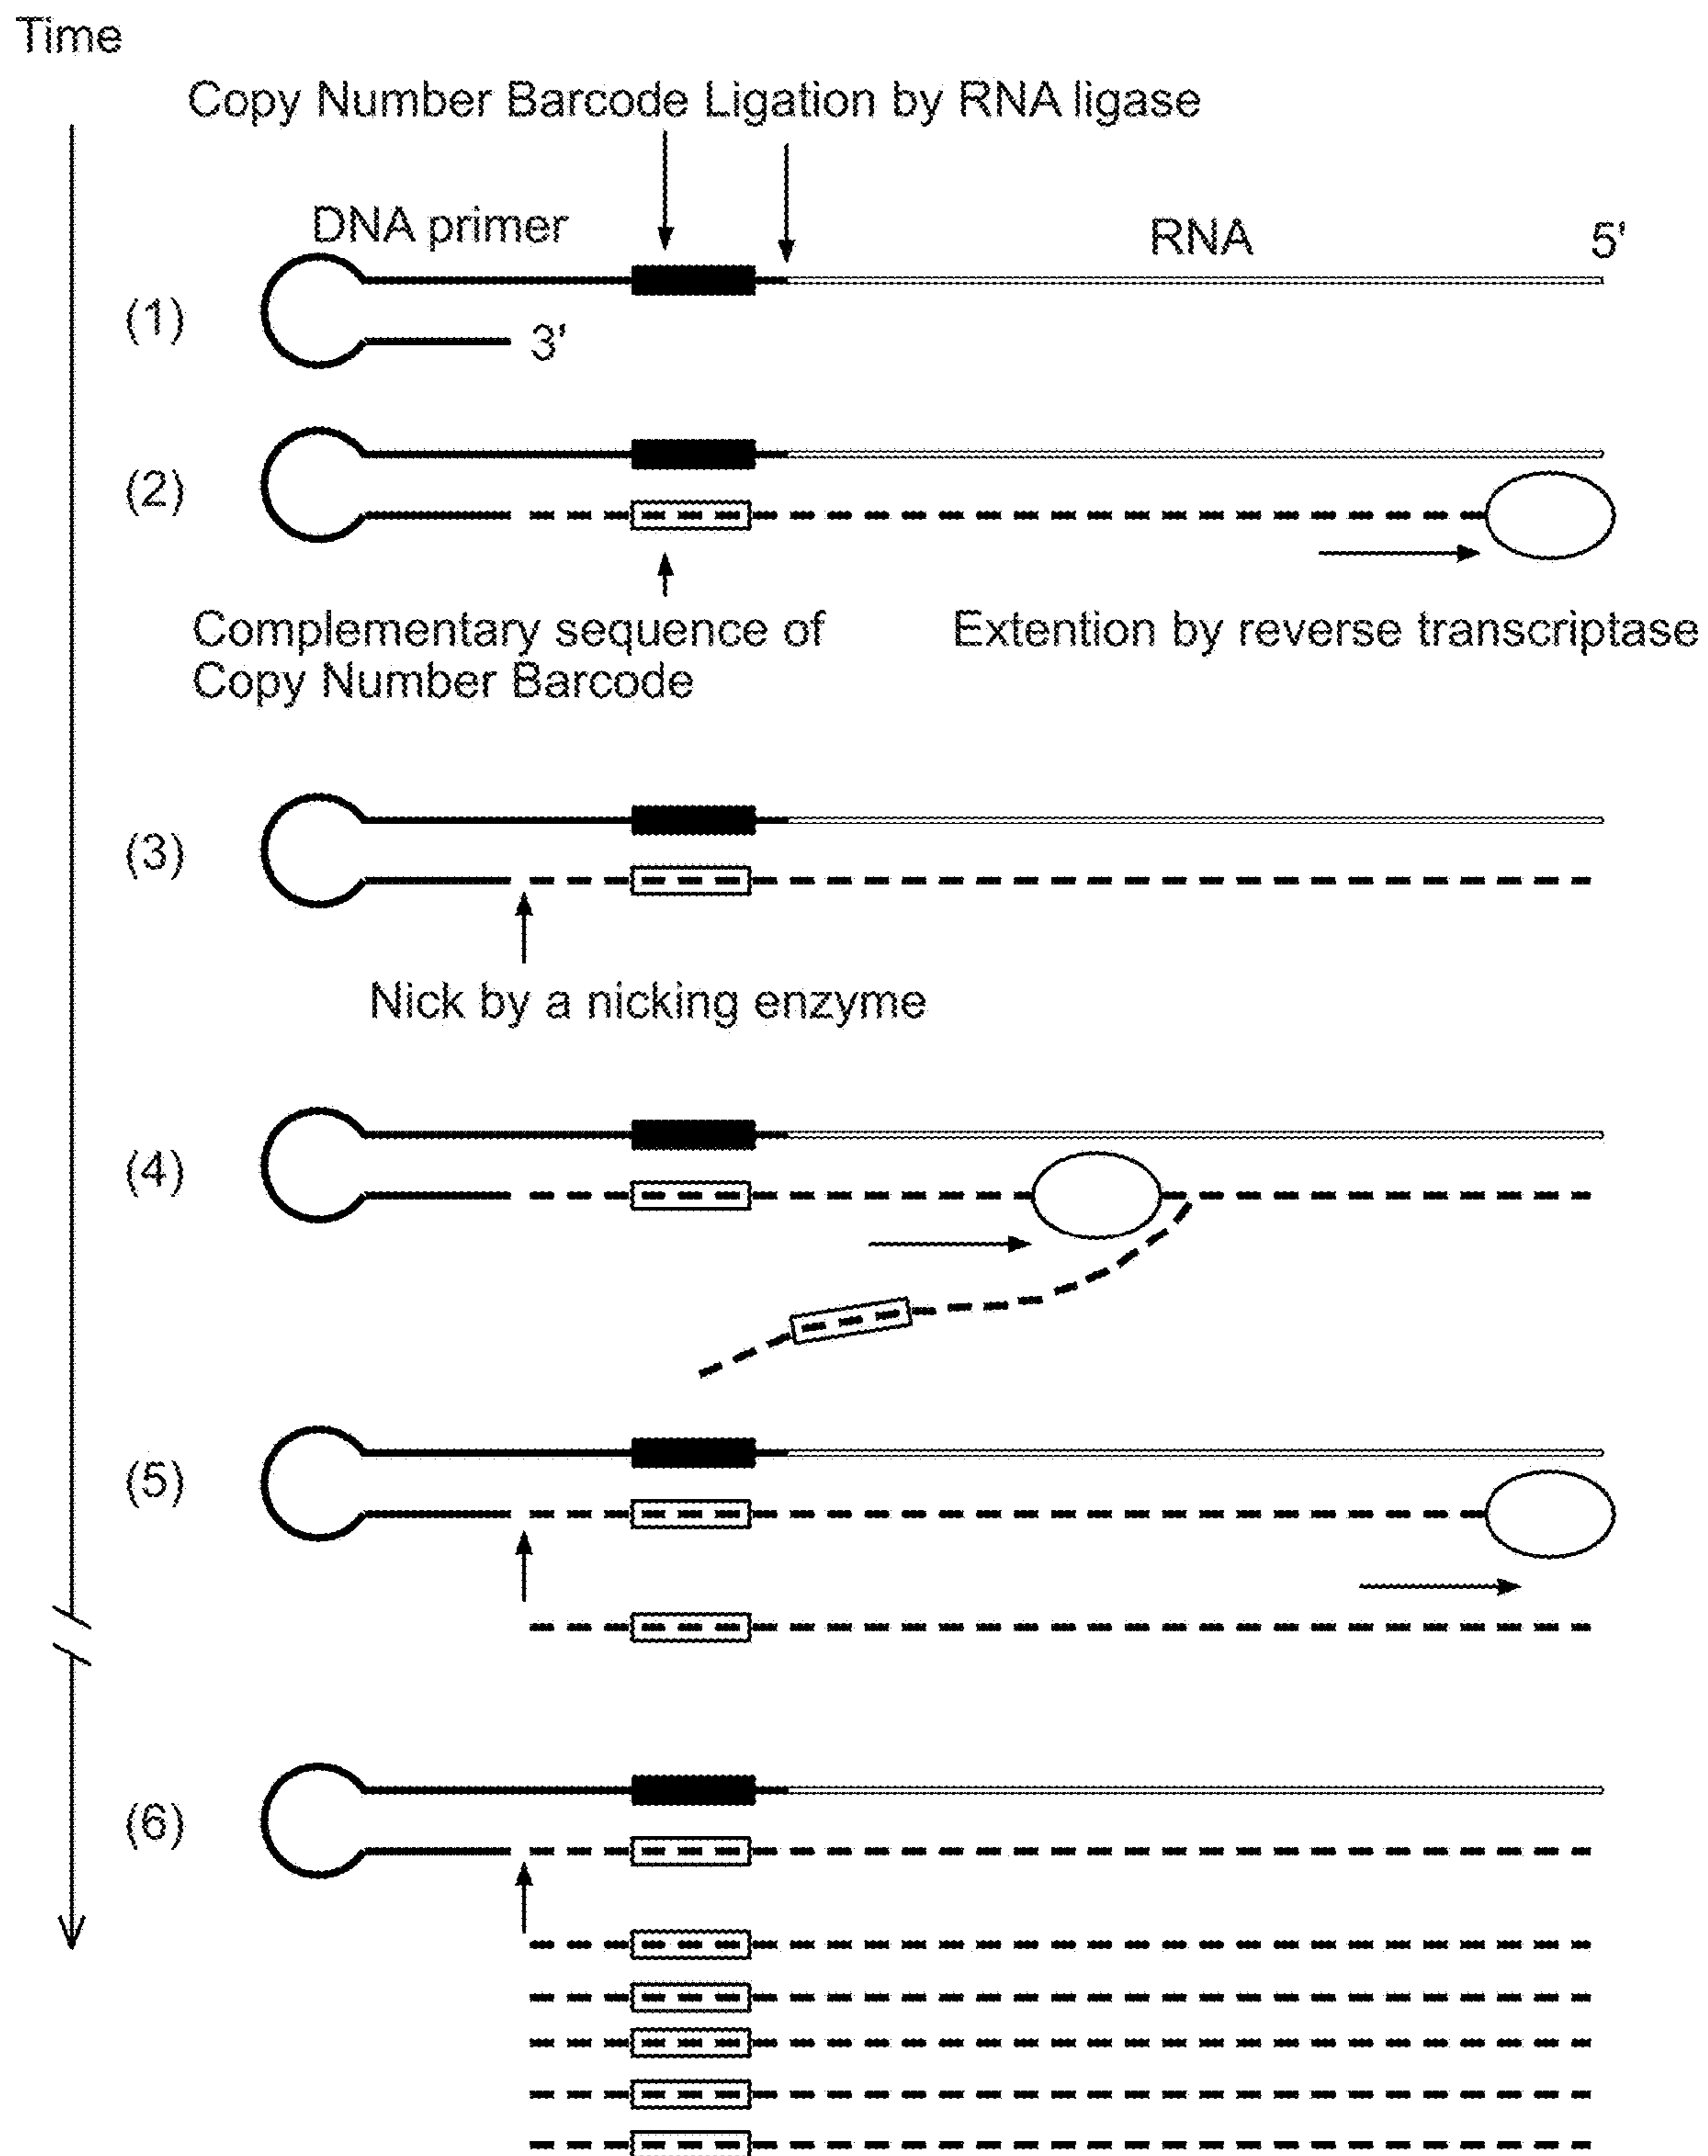 Time
Copy Number Barcode Ligation by RNA ligase
DNA primer
RNA
5'
(1)
3'
(2)
Complementary sequence of
Copy Number Barcode
Extention by reverse transcriptase
(3)
Nick by a nicking enzyme
(4)
(5)
(6)